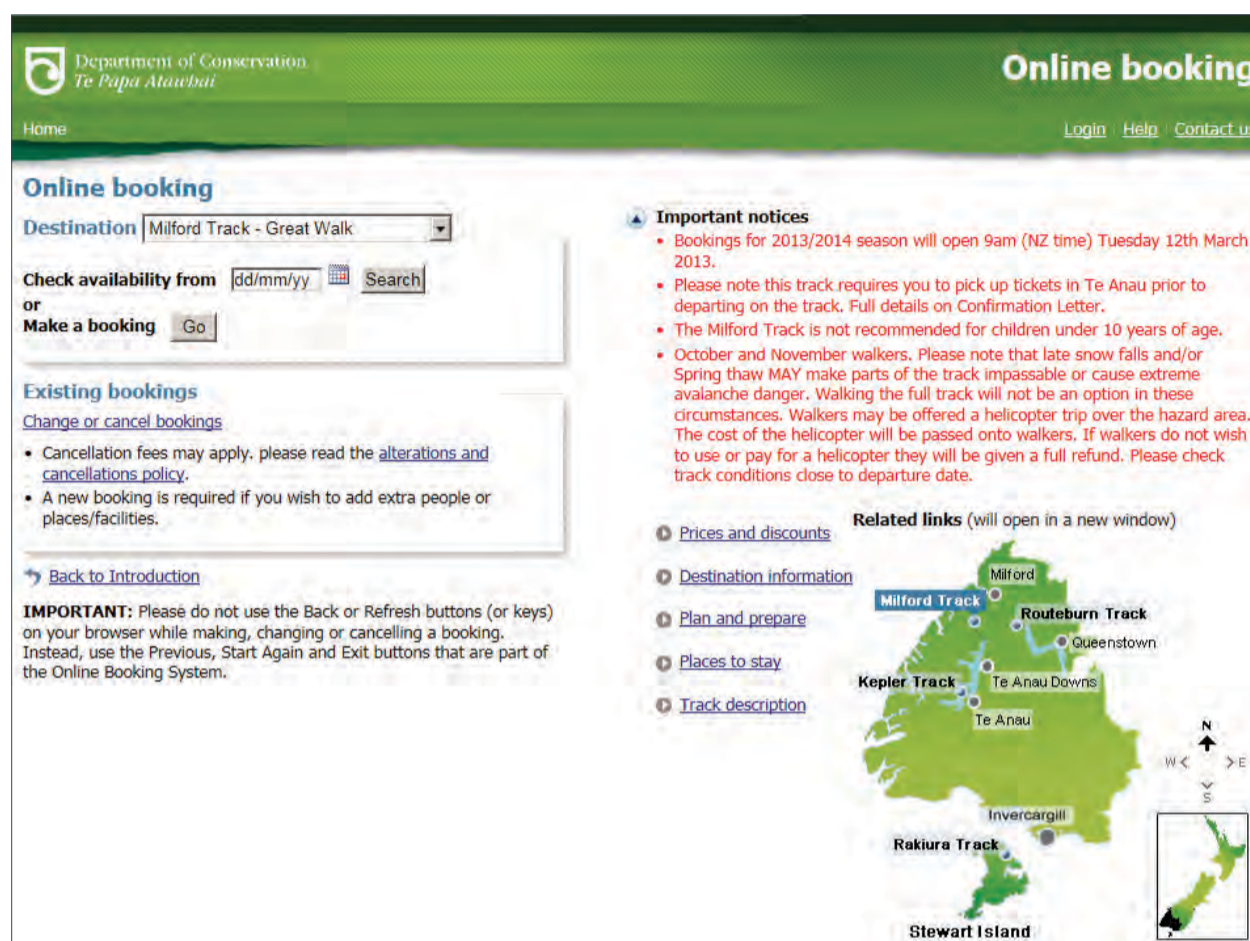 Department of Conservation
Te Papa Atawhai
Online booking
Home
Login Help Contact us
Online booking
Destination Milford Track - Great Walk
Check availability from dd/mm/yy Search
or
Make a booking Go
Existing bookings
Change or cancel bookings
• Cancellation fees may apply. please read the alterations and
cancellations policy.
• A new booking is required if you wish to add extra people or
places/facilities.
Back to Introduction
IMPORTANT: Please do not use the Back or Refresh buttons (or keys)
on your browser while making, changing or cancelling a booking.
Instead, use the Previous, Start Again and Exit buttons that are part of
the Online Booking System.
Important notices
• Bookings for 2013/2014 season will open 9am (NZ time) Tuesday 12th March
2013.
• Please note this track requires you to pick up tickets in Te Anau prior to
departing on the track. Full details on Confirmation Letter.
• The Milford Track is not recommended for children under 10 years of age.
• October and November walkers. Please note that late snow falls and/or
Spring thaw MAY make parts of the track impassable or cause extreme
avalanche danger. Walking the full track will not be an option in these
circumstances. Walkers may be offered a helicopter trip over the hazard area.
The cost of the helicopter will be passed onto walkers. If walkers do not wish
to use or pay for a helicopter they will be given a full refund. Please check
track conditions close to departure date.
Related links (will open in a new window)
Prices and discounts
Destination information
Plan and prepare
Places to stay
Track description
Milford
Milford Track
Routeburn Track
Queenstown
Kepler Track
Te Anau Downs
Te Anau
N
W E
S
Invercargill
Rakiura Track
Stewart Island